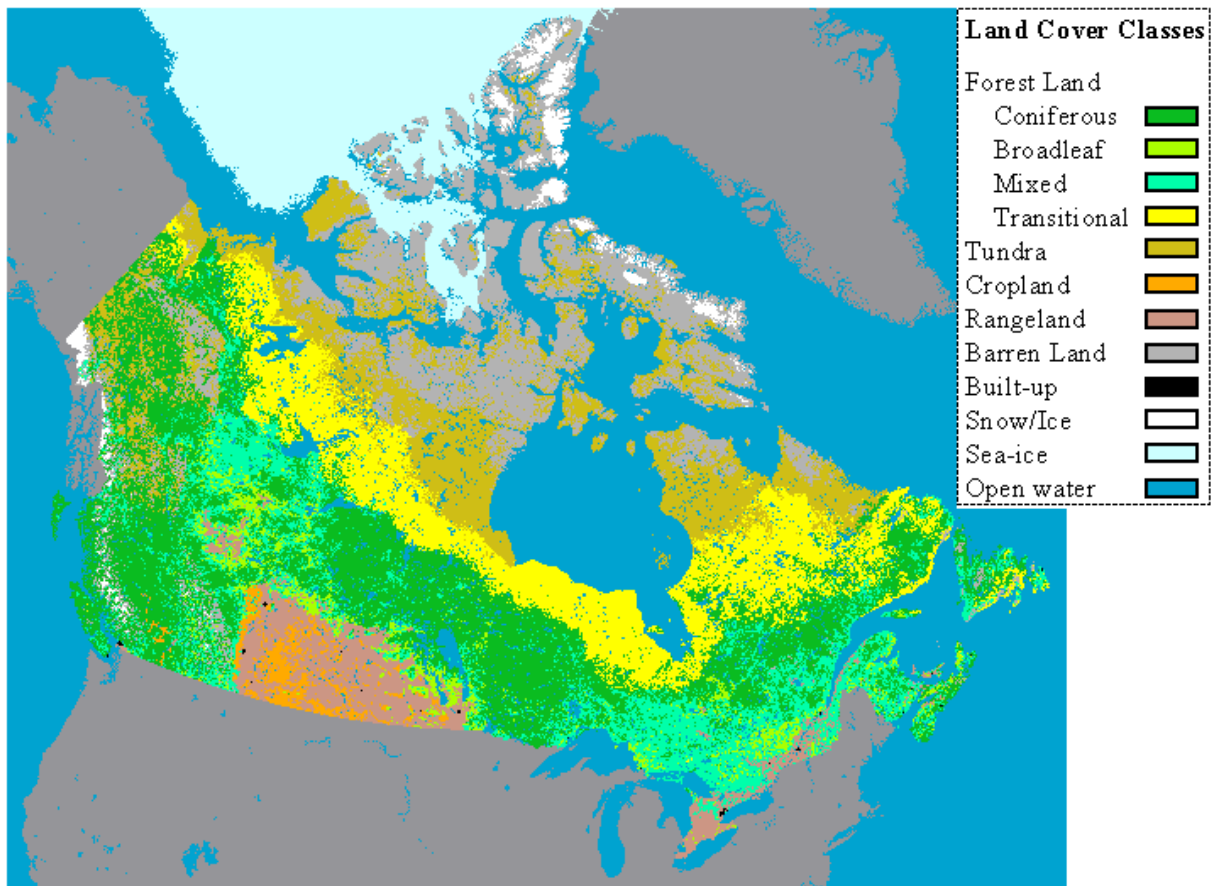 Land Cover Classes
Forest Land
Coniferous
Broadleaf
Mixed
Transitional
Tundra
Cropland
Rangeland
Barren Land
Built-up
Snow/Ice
Sea-ice
Open water